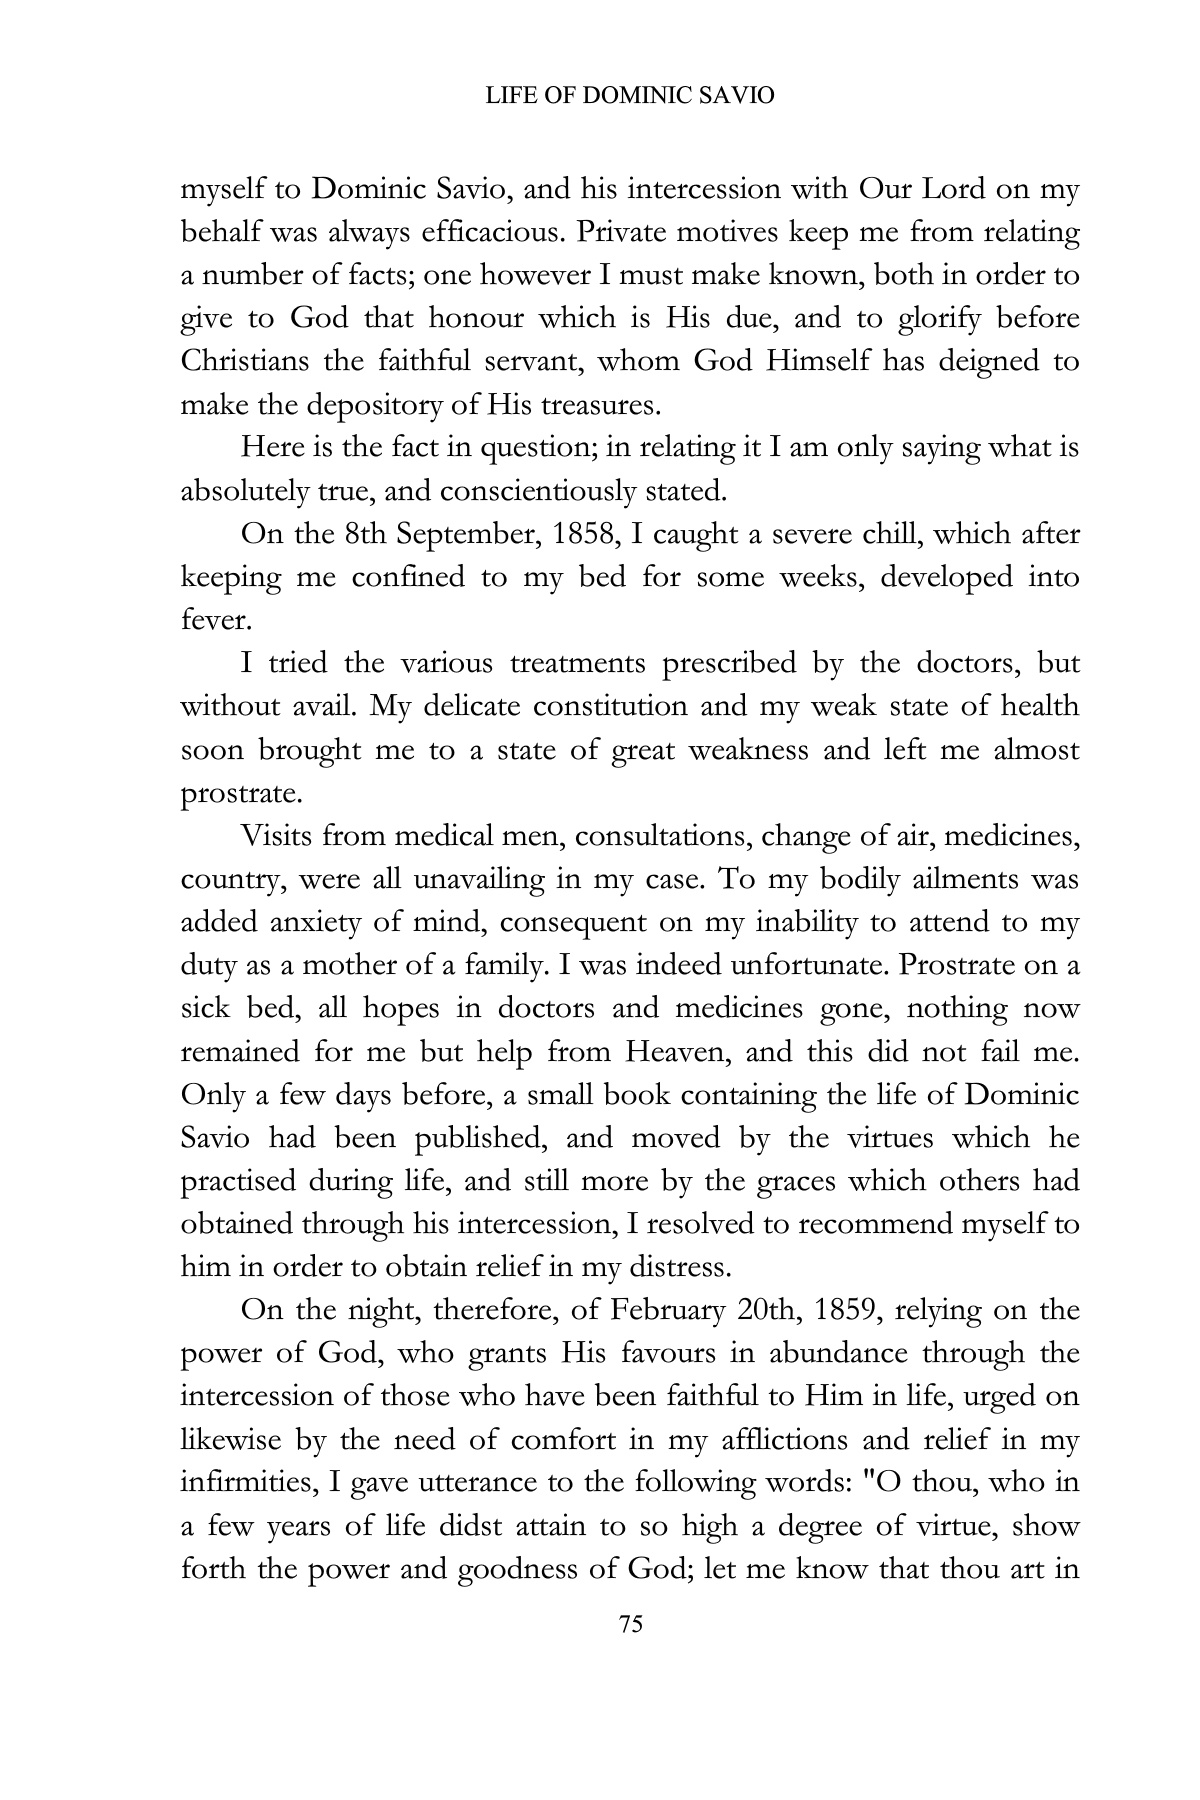 LIFE OF DOMINIC SAVIO
myself to Dominic Savio, and his intercession with Our Lord on my
behalf was always efficacious. Private motives keep me from relating
a number of facts; one however I must make known, both in order to
give to God that honour which is His due, and to glorify before
Christians the faithful servant, whom God Himself has deigned to
make the depository of His treasures.
Here is the fact in question; in relating it I am only saying what is
absolutely true, and conscientiously stated.
On the 8th September, 1858, I caught a severe chill, which after
keeping me confined to my bed for some weeks, developed into
fever.
I tried the various treatments prescribed by the doctors, but
without avail. My delicate constitution and my weak state of health
soon brought me to a state of great weakness and left me almost
prostrate.
Visits from medical men, consultations, change of air, medicines,
country, were all unavailing in my case. To my bodily ailments was
added anxiety of mind, consequent on my inability to attend to my
duty as a mother of a family. I was indeed unfortunate. Prostrate on a
sick bed, all hopes in doctors and medicines gone, nothing now
remained for me but help from Heaven, and this did not fail me.
Only a few days before, a small book containing the life of Dominic
Savio had been published, and moved by the virtues which he
practised during life, and still more by the graces which others had
obtained through his intercession, I resolved to recommend myself to
him in order to obtain relief in my distress.
On the night, therefore, of February 20th, 1859, relying on the
power of God, who grants His favours in abundance through the
intercession of those who have been faithful to Him in life, urged on
likewise by the need of comfort in my afflictions and relief in my
infirmities, I gave utterance to the following words: "O thou, who in
a few years of life didst attain to so high a degree of virtue, show
forth the power and goodness of God; let me know that thou art in
75